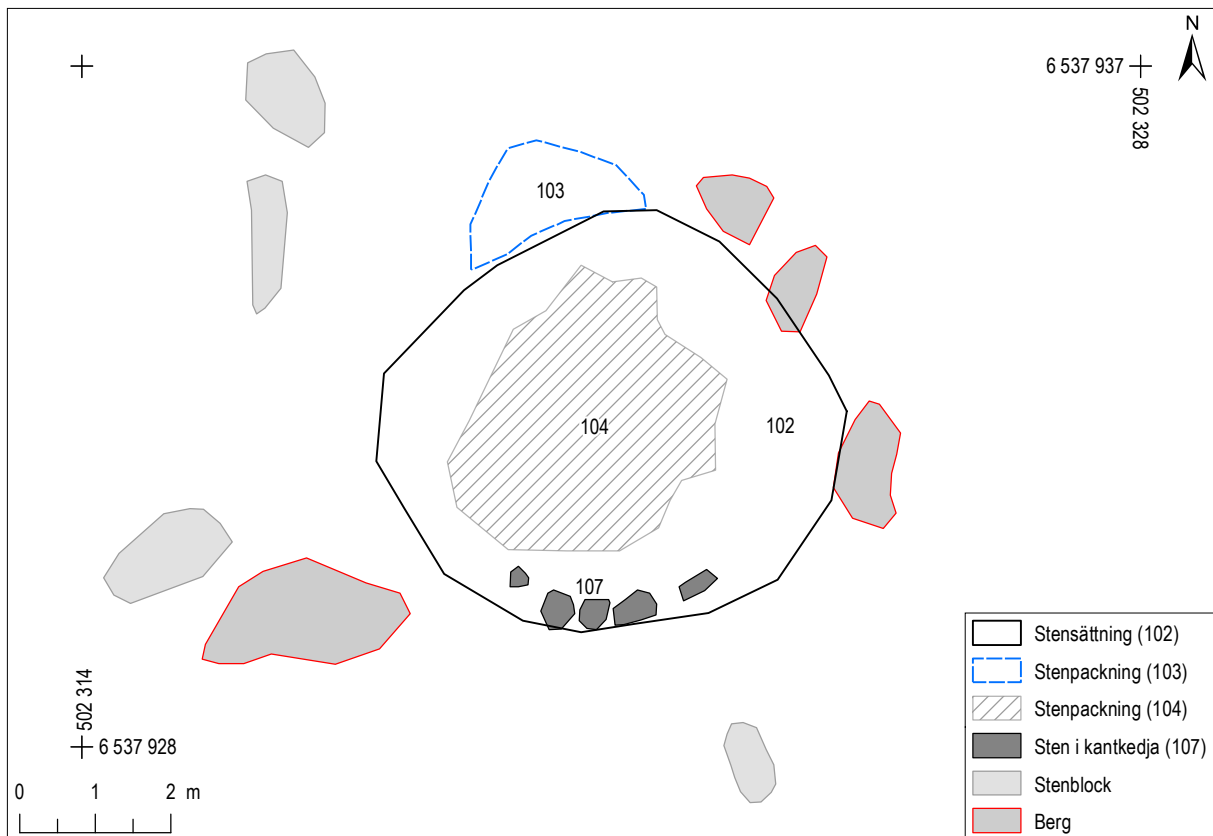 N
6 537 937
502 328
103
102
104
107
502 314
6 537 928
0 1 2 m
Stensättning (102)
Stenpackning (103)
Stenpackning (104)
Sten i kantkedja (107)
Stenblock
Berg